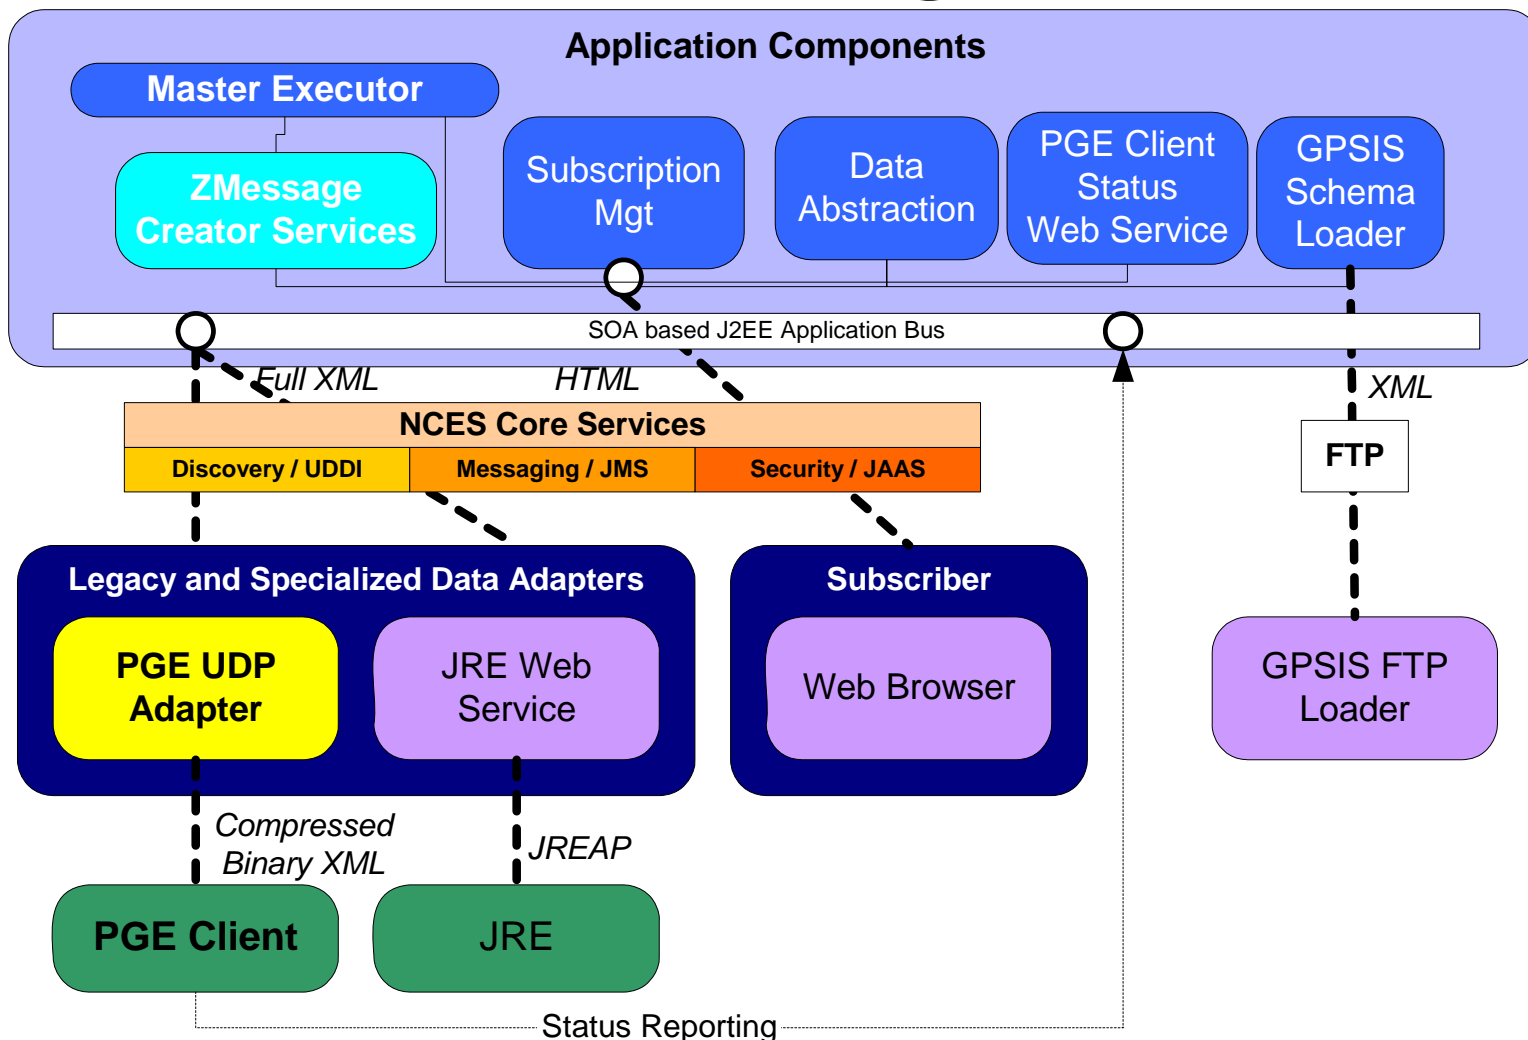 Application Components
Master Executor
ZMessage
Creator Services
Subscription
Mgt
Data
Abstraction
PGE Client
Status
Web Service
GPSIS
Schema
Loader
SOA based J2EE Application Bus
Full XML
HTML
XML
NCES Core Services
Discovery / UDDI
Messaging / JMS
Security / JAAS
FTP
Legacy and Specialized Data Adapters
Subscriber
PGE UDP
Adapter
JRE Web
Service
Web Browser
GPSIS FTP
Loader
Compressed
Binary XML
JREAP
PGE Client
JRE
Status Reporting